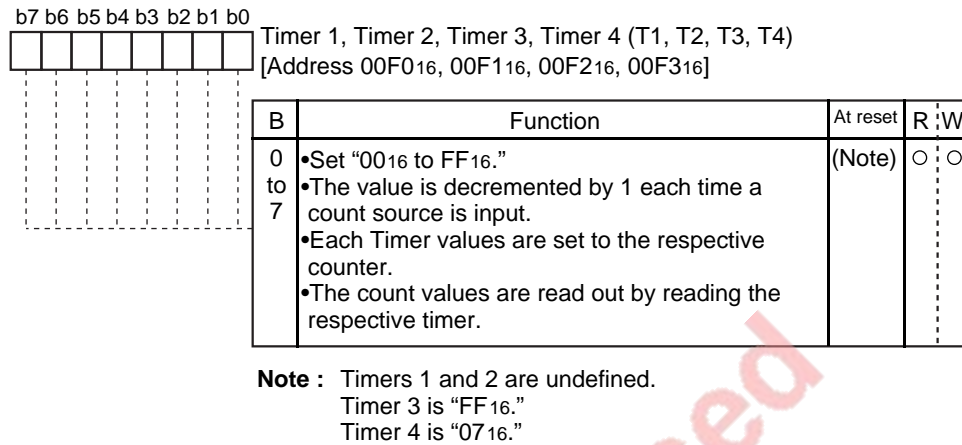 b7 b6 b5 b4 b3 b2 b1 b0
Timer 1, Timer 2, Timer 3, Timer 4 (T1, T2, T3, T4)
[Address 00F016, 00F116, 00F216, 00F316]
B Function At reset R W
0 to 7
•Set “0016 to FF16.” (Note) ○ ○
•The value is decremented by 1 each time a
count source is input.
•Each Timer values are set to the respective
counter.
•The count values are read out by reading the
respective timer.
Note : Timers 1 and 2 are undefined.
Timer 3 is “FF16.”
Timer 4 is “0716.”